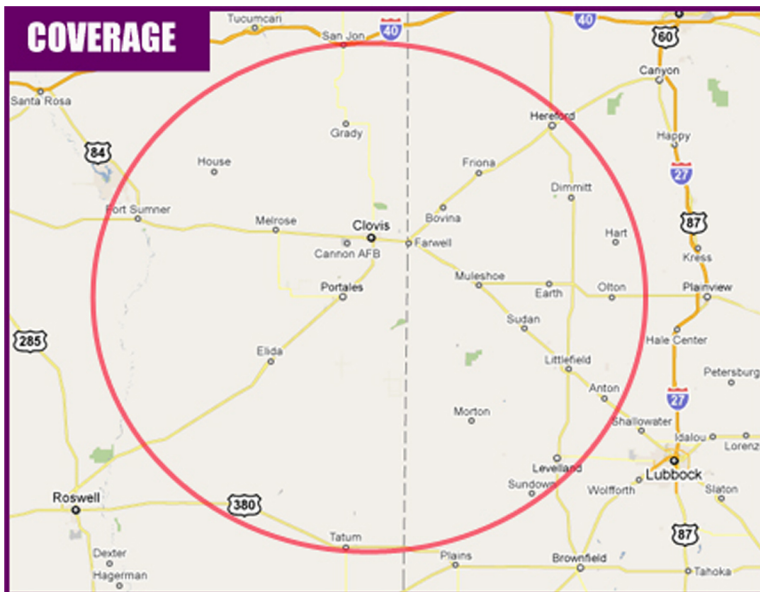 COVERAGE
Tucumcari
San Jon
40
40
60
Canyon
Santa Rosa
Hereford
Grady
Happy
84
House
Friona
27
Dimmitt
Fort Sumner
Bovina
Melrose
Clovis
87
Hart
Farwell
Cannon AFB
Kress
Muleshoe
Portales
Earth
Olton
Plainview
Sudan
285
Hale Center
Elida
Littlefield
Petersburg
Anton
27
Morton
Shallowater
Idalou
Lorenz
Levelland
Lubbock
Sundown
Wolfforth
Roswell
Slaton
380
87
Tatum
Dexter
Plains
Brownfield
Tahoka
Hagerman